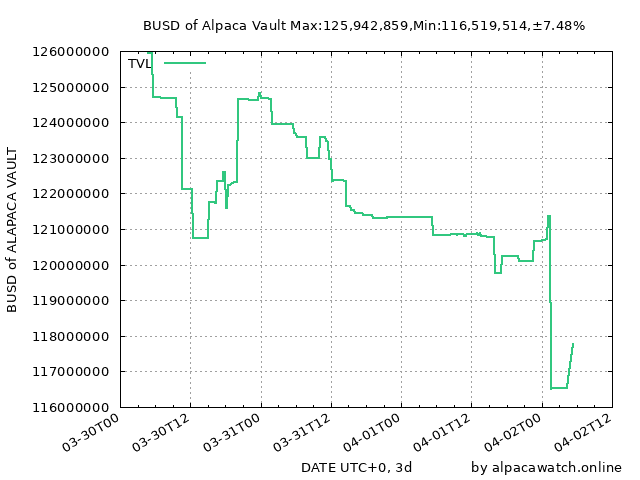 BUSD of Alpaca Vault Max:125,942,859,Min:116,519,514,±7.48%
126000000
TVL
125000000
124000000
123000000
122000000
121000000
120000000
119000000
118000000
117000000
116000000
BUSD of ALAPACA VAULT
03-30T00
03-30T12
03-31T00
03-31T12
04-01T00
04-01T12
04-02T00
04-02T12
DATE UTC+0, 3d
by alpacawatch.online